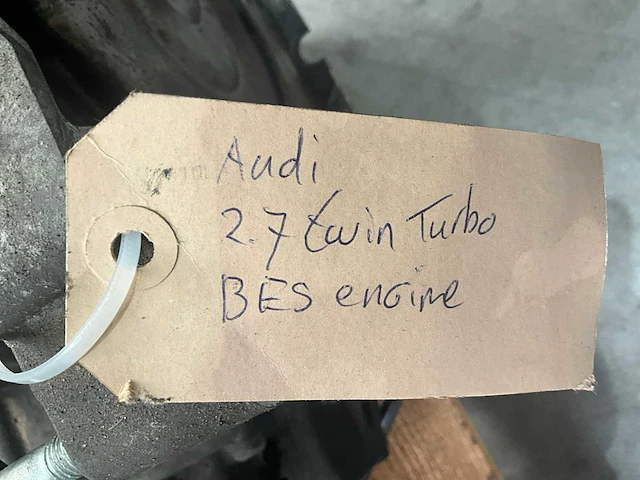 Audi
2.7 twin Turbo
BES engine